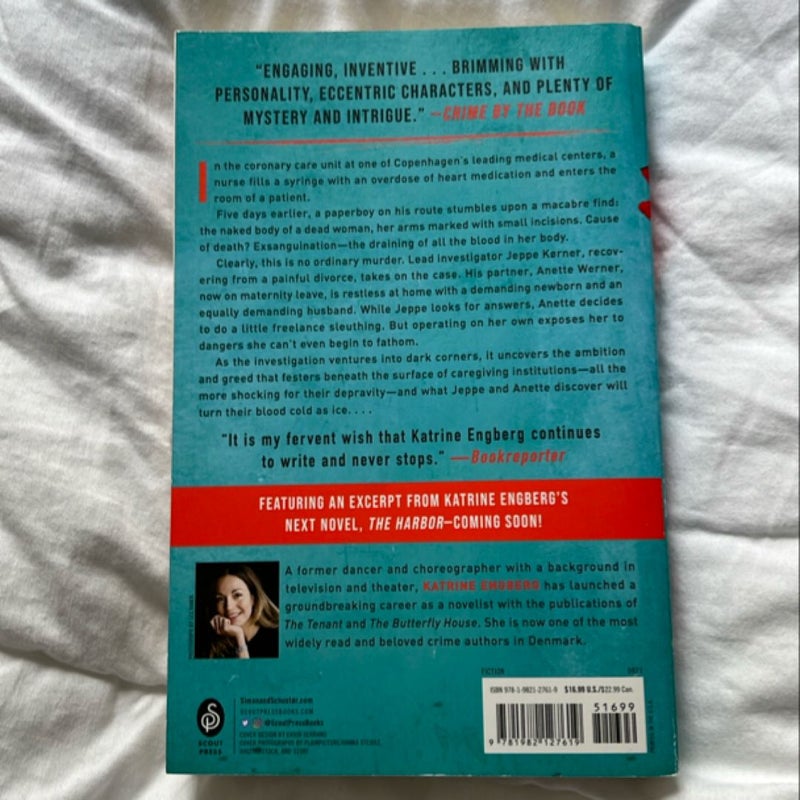 "ENGAGING, INVENTIVE . . . BRIMMING WITH
PERSONALITY, ECCENTRIC CHARACTERS, AND PLENTY OF
MYSTERY AND INTRIGUE." —CRIME BY THE BOOK
In the coronary care unit at one of Copenhagen's leading medical centers, a
nurse fills a syringe with an overdose of heart medication and enters the
room of a patient.
Five days earlier, a paperboy on his route stumbles upon a macabre find:
the naked body of a dead woman, her arms marked with small incisions. Cause
of death? Exsanguination—the draining of all the blood in her body.
Clearly, this is no ordinary murder. Lead investigator Jeppe Kørner, recov-
ering from a painful divorce, takes on the case. His partner, Anette Werner,
now on maternity leave, is restless at home with a demanding newborn and an
equally demanding husband. While Jeppe looks for answers, Anette decides
to do a little freelance sleuthing. But operating on her own exposes her to
dangers she can't even begin to fathom.
As the investigation ventures into dark corners, it uncovers the ambition
and greed that festers beneath the surface of caregiving institutions—all the
more shocking for their depravity—and what Jeppe and Anette discover will
turn their blood cold as ice. . . .
"It is my fervent wish that Katrine Engberg continues
to write and never stops." —Bookreporter
FEATURING AN EXCERPT FROM KATRINE ENGBERG'S
NEXT NOVEL, THE HARBOR—COMING SOON!
A former dancer and choreographer with a background in
television and theater, KATRINE ENGBERG has launched a
groundbreaking career as a novelist with the publications of
The Tenant and The Butterfly House. She is now one of the most
widely read and beloved crime authors in Denmark.
FICTION
ISBN 978-1-9821-2761-9 $16.99 U.S./$22.99 Can.
51699
9 781982 127619
SimonandSchuster.com
SCOUTPRESSBOOKS.COM
@ScoutPressBooks
SCOUT
PRESS